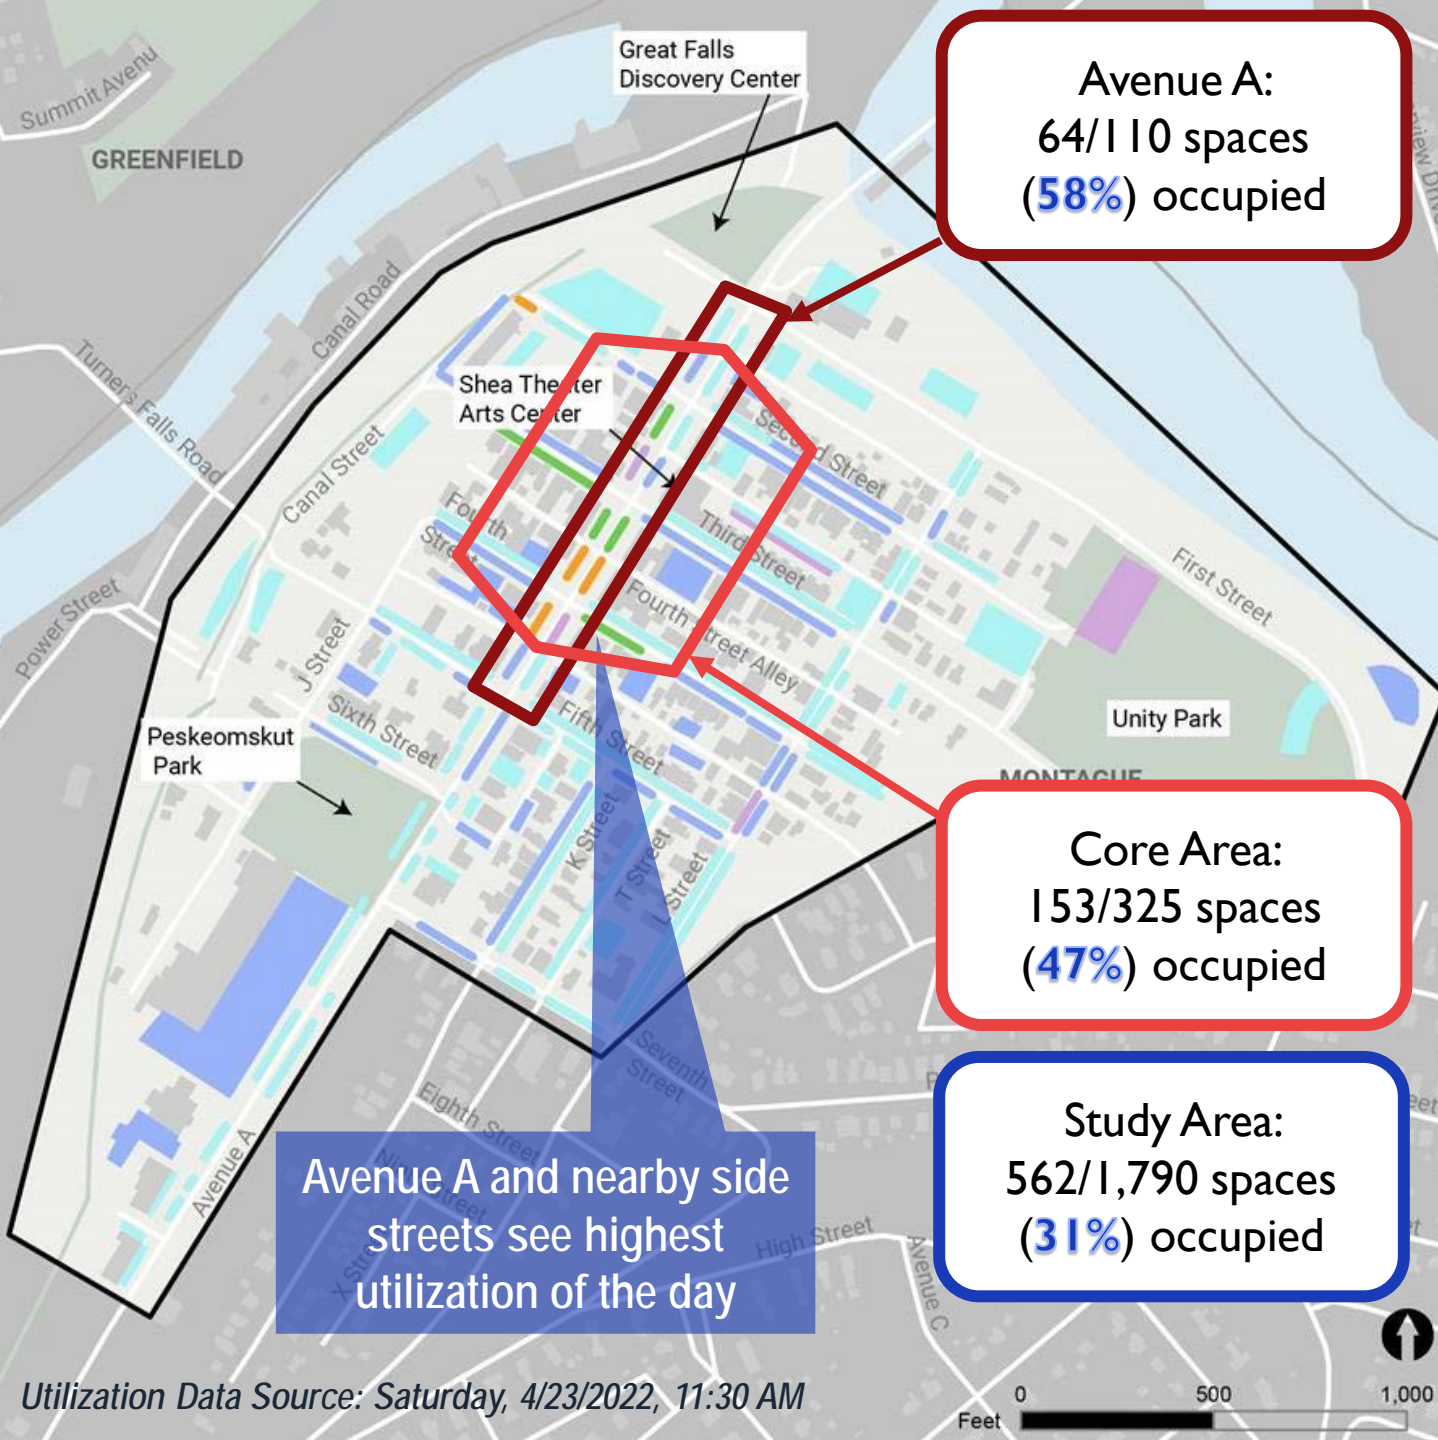 Great Falls
Discovery Center
Summit Avenu
GREENFIELD
Avenue A:
64/110 spaces
(58%) occupied
Canal Road
Turners Falls Road
Shea Theater
Arts Center
Second Street
Canal Street
Fourth
Street
Third Street
First Street
Fourth Street Alley
Power Street
J Street
Unity Park
Sixth Street
Fifth Street
Peskeomskut
Park
MONTAGUE
K Street
T Street
L Street
Core Area:
153/325 spaces
(47%) occupied
Seventh
Street
Eighth Street
Study Area:
562/1,790 spaces
(31%) occupied
Avenue A
Avenue A and nearby side
streets see highest
utilization of the day
High Street
Avenue C
Utilization Data Source: Saturday, 4/23/2022, 11:30 AM
0 500 1,000
Feet